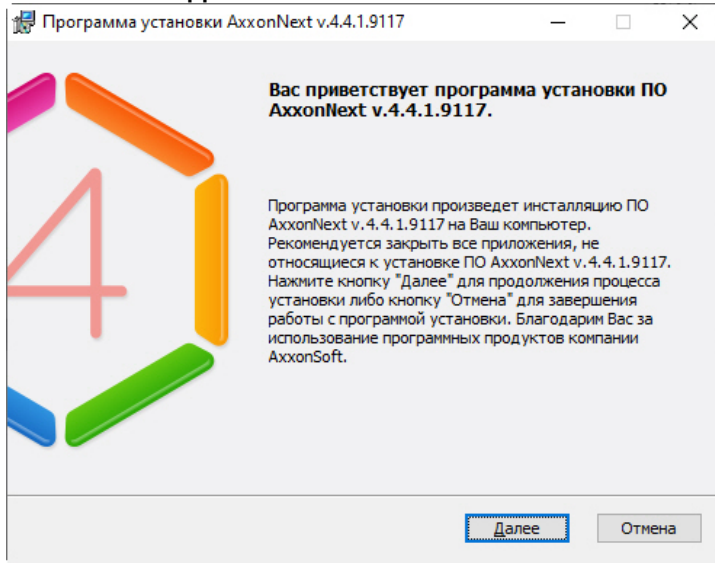 Программа установки AxxonNext v.4.4.1.9117
Вас приветствует программа установки ПО
AxxonNext v.4.4.1.9117.
4
Программа установки произведет инсталляцию ПО
AxxonNext v.4.4.1.9117 на Ваш компьютер.
Рекомендуется закрыть все приложения, не
относящиеся к установке ПО AxxonNext v.4.4.1.9117.
Нажмите кнопку "Далее" для продолжения процесса
установки либо кнопку "Отмена" для завершения
работы с программой установки. Благодарим Вас за
использование программных продуктов компании
AxxonSoft.
Далее
Отмена